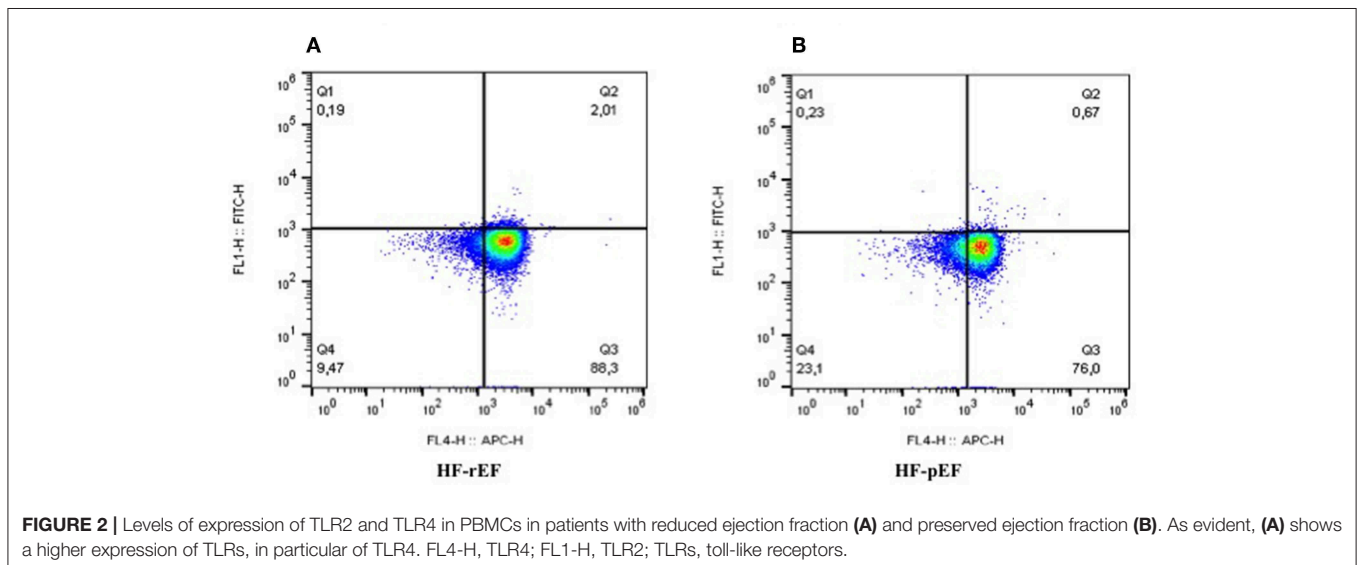 A
B
10^6
10^5
10^4
10^3
10^2
10^1
10^0
Q1
0,19
Q2
2,01
Q4
9,47
Q3
88,3
10^0 10^1 10^2 10^3 10^4 10^5 10^6
FL1-H :: FITC-H
FL4-H :: APC-H
HF-rEF
10^6
10^5
10^4
10^3
10^2
10^1
10^0
Q1
0,23
Q2
0,67
Q4
23,1
Q3
76,0
10^0 10^1 10^2 10^3 10^4 10^5 10^6
FL1-H :: FITC-H
FL4-H :: APC-H
HF-pEF
FIGURE 2 | Levels of expression of TLR2 and TLR4 in PBMCs in patients with reduced ejection fraction (A) and preserved ejection fraction (B). As evident, (A) shows
a higher expression of TLRs, in particular of TLR4. FL4-H, TLR4; FL1-H, TLR2; TLRs, toll-like receptors.